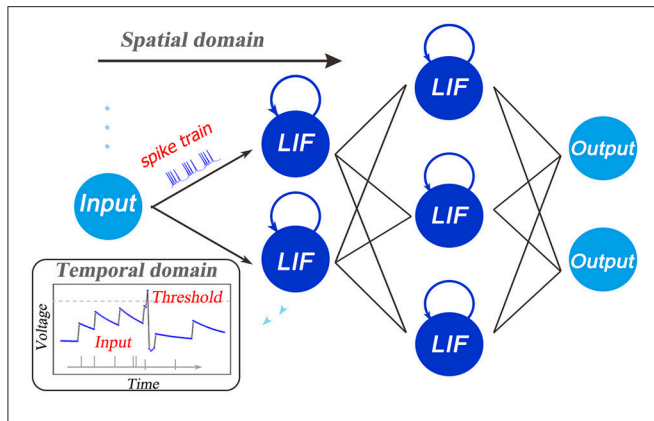 Spatial domain
spike train
Input
LIF
LIF
LIF
LIF
LIF
Output
Output
Temporal domain
Threshold
Input
Voltage
Time